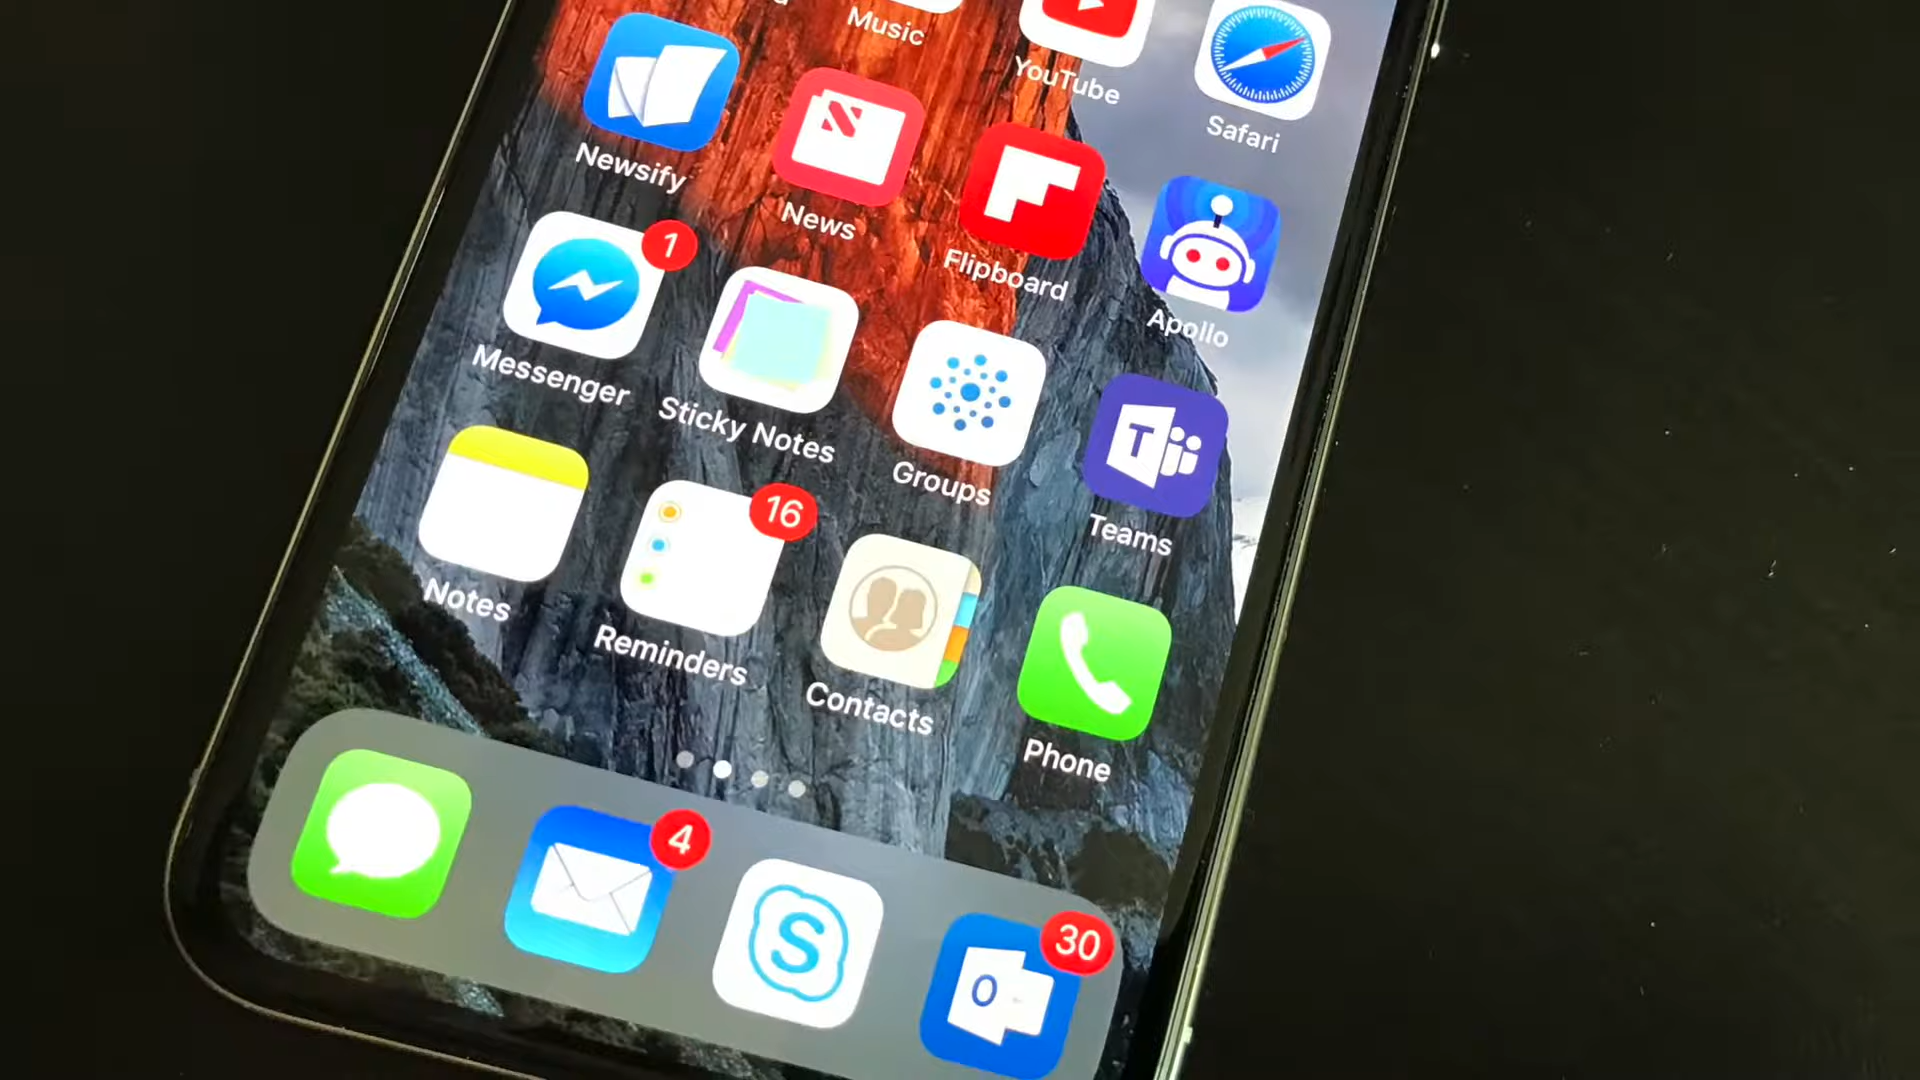 Music
YouTube
Safari
Newsify
News
Flipboard
Apollo
1
Messenger
Sticky Notes
Groups
T
Teams
Notes
16
Reminders
Contacts
Phone
4
S
O
30